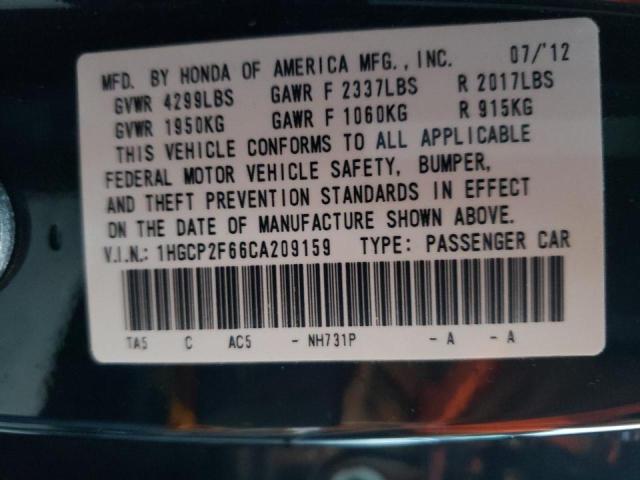 MFD. BY HONDA OF AMERICA MFG., INC. 07/'12
GVWR 4299LBS GAWR F 2337LBS R 2017LBS
GVWR 1950KG GAWR F 1060KG R 915KG
THIS VEHICLE CONFORMS TO ALL APPLICABLE
FEDERAL MOTOR VEHICLE SAFETY, BUMPER,
AND THEFT PREVENTION STANDARDS IN EFFECT
ON THE DATE OF MANUFACTURE SHOWN ABOVE.
V.I.N.: 1HGCP2F66CA209159 TYPE: PASSENGER CAR
TA5 C AC5 - NH731P - A - A